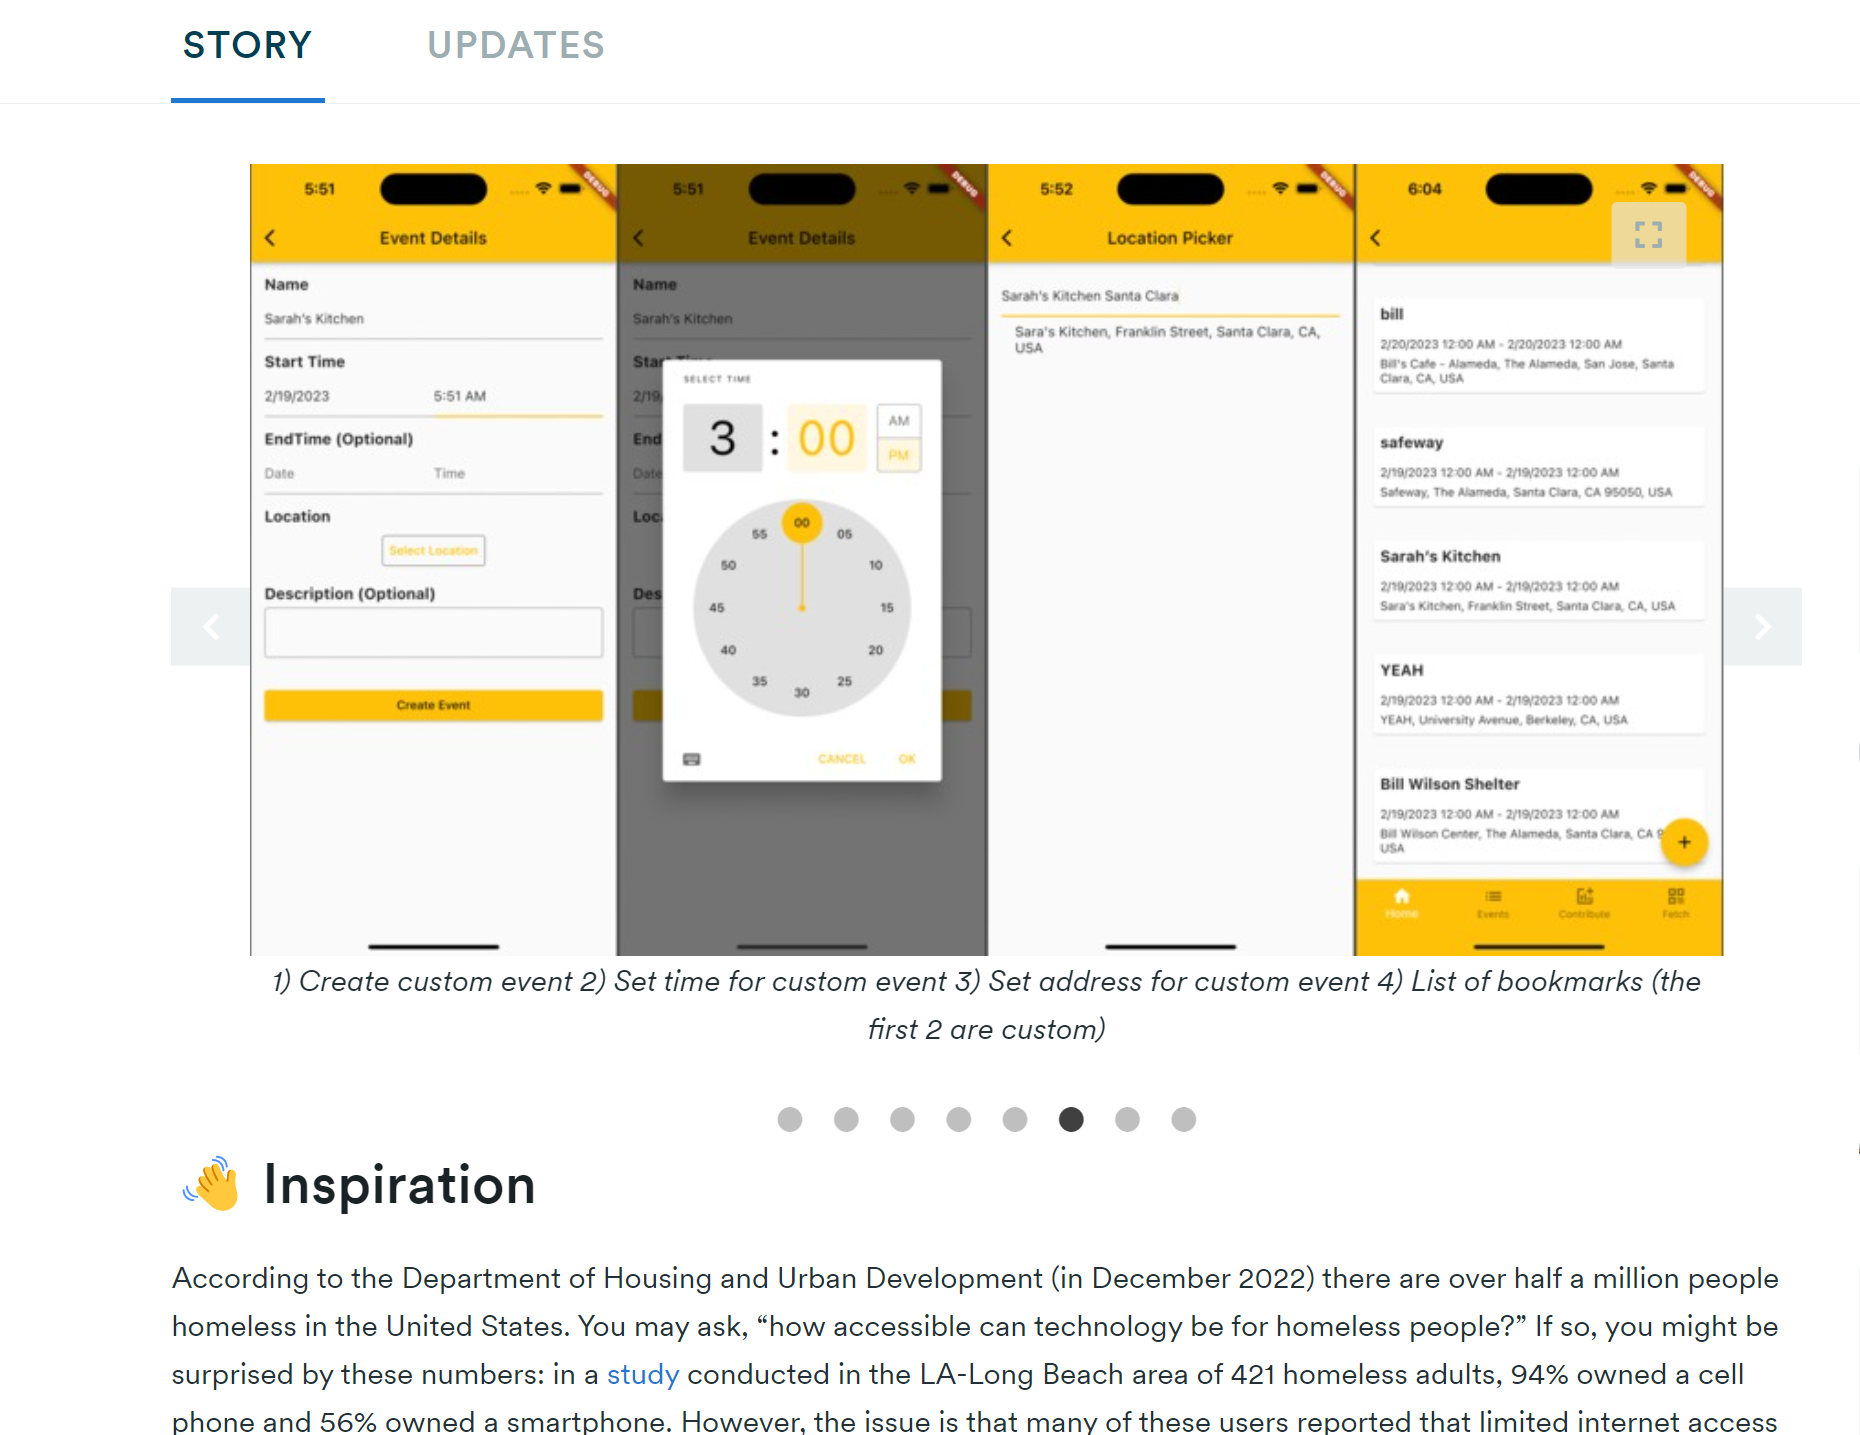 STORY UPDATES
5:51
DEBUG
Event Details
Name
Sarah's Kitchen
Start Time
2/19/2023 5:51 AM
EndTime (Optional)
Date Time
Location
Select Location
Description (Optional)
Create Event
5:51
DEBUG
Event Details
Name
Sarah's Kitchen
Start Time
2/19/
End
Date
Loc
Des
SELECT TIME
3 : 00
AM
PM
00
05
10
15
20
25
30
35
40
45
50
55
CANCEL OK
5:52
DEBUG
Location Picker
Sarah's Kitchen Santa Clara
Sara's Kitchen, Franklin Street, Santa Clara, CA,
USA
6:04
DEBUG
bill
2/20/2023 12:00 AM - 2/20/2023 12:00 AM
Bill's Cafe - Alameda, The Alameda, San Jose, Santa
Clara, CA, USA
safeway
2/19/2023 12:00 AM - 2/19/2023 12:00 AM
Safeway, The Alameda, Santa Clara, CA 95050, USA
Sarah's Kitchen
2/19/2023 12:00 AM - 2/19/2023 12:00 AM
Sara's Kitchen, Franklin Street, Santa Clara, CA, USA
YEAH
2/19/2023 12:00 AM - 2/19/2023 12:00 AM
YEAH, University Avenue, Berkeley, CA, USA
Bill Wilson Shelter
2/19/2023 12:00 AM - 2/19/2023 12:00 AM
Bill Wilson Center, The Alameda, Santa Clara, CA 9
USA
+
Home Events Contribute Fetch
1) Create custom event 2) Set time for custom event 3) Set address for custom event 4) List of bookmarks (the
first 2 are custom)
👋 Inspiration
According to the Department of Housing and Urban Development (in December 2022) there are over half a million people
homeless in the United States. You may ask, “how accessible can technology be for homeless people?” If so, you might be
surprised by these numbers: in a study conducted in the LA-Long Beach area of 421 homeless adults, 94% owned a cell
phone and 56% owned a smartphone. However, the issue is that many of these users reported that limited internet access